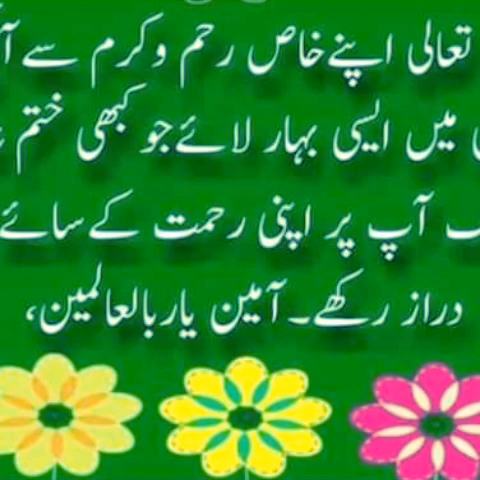 تعالی اپنے خاص رحم و کرم سے
میں ایسی بہار لائے جو کبھی ختم
آپ پر اپنی رحمت کے سائے
دراز رکھے۔ آمین یارب العالمین،